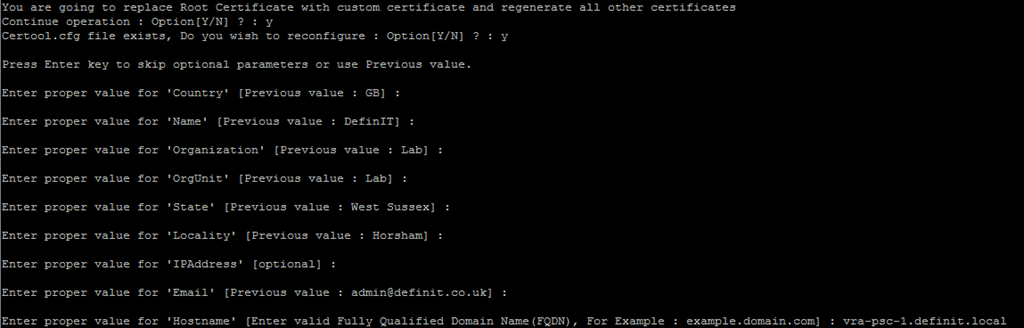 You are going to replace Root Certificate with custom certificate and regenerate all other certificates
Continue operation : Option[Y/N] ? : y
Certool.cfg file exists, Do you wish to reconfigure : Option[Y/N] ? : y
Press Enter key to skip optional parameters or use Previous value.
Enter proper value for 'Country' [Previous value : GB] :
Enter proper value for 'Name' [Previous value : DefinIT] :
Enter proper value for 'Organization' [Previous value : Lab] :
Enter proper value for 'OrgUnit' [Previous value : Lab] :
Enter proper value for 'State' [Previous value : West Sussex] :
Enter proper value for 'Locality' [Previous value : Horsham] :
Enter proper value for 'IPAddress' [optional] :
Enter proper value for 'Email' [Previous value : admin@definit.co.uk] :
Enter proper value for 'Hostname' [Enter valid Fully Qualified Domain Name(FQDN), For Example : example.domain.com] : vra-psc-1.definit.local